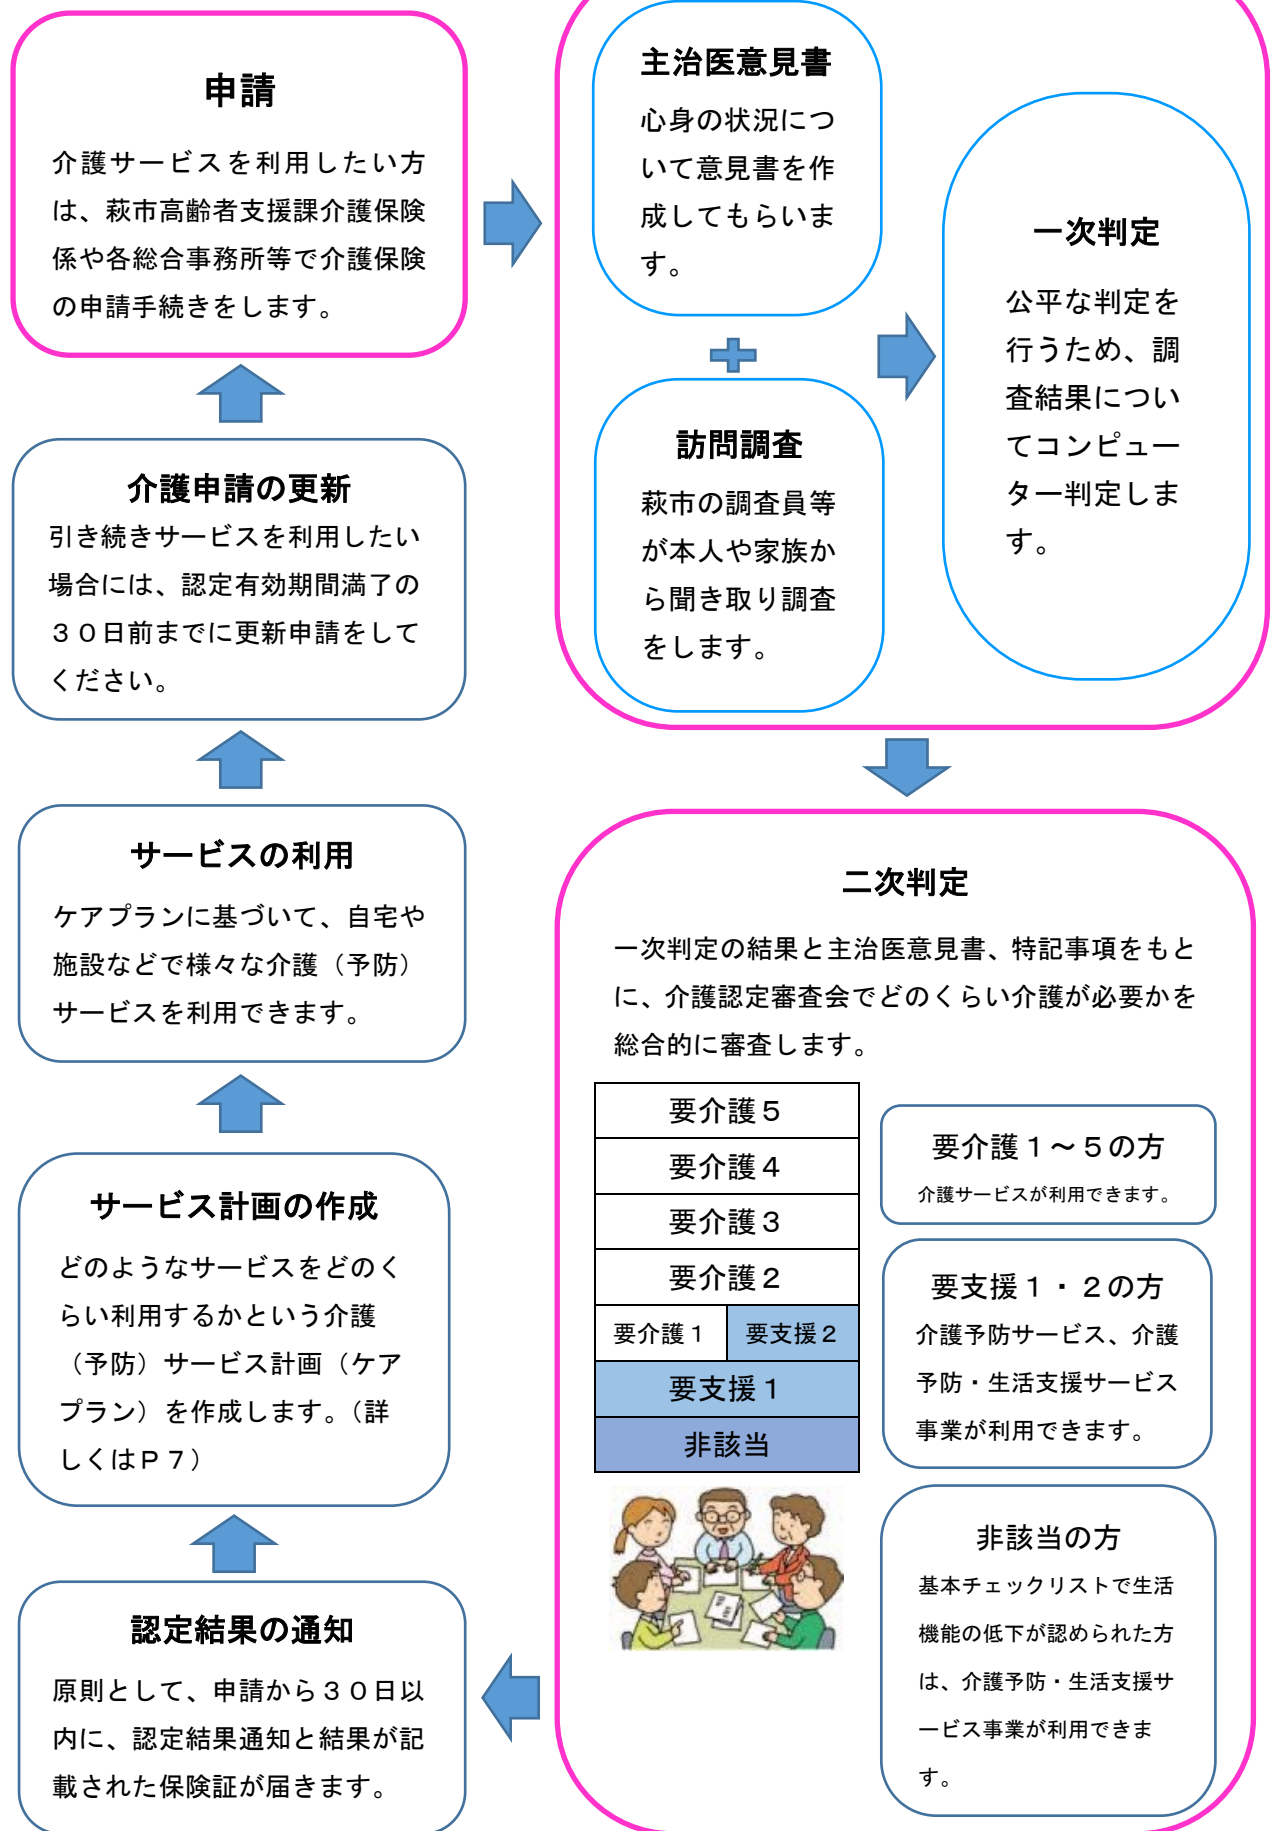 申請
介護サービスを利用したい方
は、萩市高齢者支援課介護保険
係や各総合事務所等で介護保険
の申請手続きをします。
主治医意見書
心身の状況につ
いて意見書を作
成してもらいま
す。
訪問調査
萩市の調査員等
が本人や家族か
ら聞き取り調査
をします。
一次判定
公平な判定を
行うため、調
査結果につい
てコンピュー
ター判定しま
す。
二次判定
一次判定の結果と主治医意見書、特記事項をもと
に、介護認定審査会でどのくらい介護が必要かを
総合的に審査します。
要介護５
要介護４
要介護３
要介護２
要介護１
要支援２
要支援１
非該当
要介護１～５の方
介護サービスが利用できます。
要支援１・２の方
介護予防サービス、介護
予防・生活支援サービス
事業が利用できます。
非該当の方
基本チェックリストで生活
機能の低下が認められた方
は、介護予防・生活支援サ
ービス事業が利用できま
す。
認定結果の通知
原則として、申請から３０日以
内に、認定結果通知と結果が記
載された保険証が届きます。
サービス計画の作成
どのようなサービスをどのく
らい利用するかという介護
（予防）サービス計画（ケア
プラン）を作成します。（詳
しくはＰ７）
サービスの利用
ケアプランに基づいて、自宅や
施設などで様々な介護（予防）
サービスを利用できます。
介護申請の更新
引き続きサービスを利用したい
場合には、認定有効期間満了の
３０日前までに更新申請をして
ください。